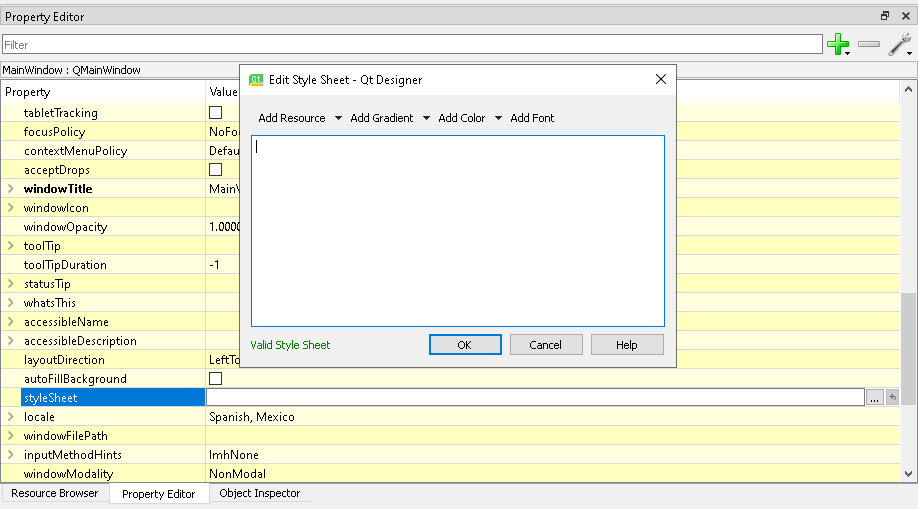 Property Editor
Filter
MainWindow : QMainWindow
Property Value
tabletTracking
focusPolicy NoFo
contextMenuPolicy Defau
acceptDrops
windowTitle MainW
windowIcon
windowOpacity 1.0000
toolTip
toolTipDuration -1
statusTip
whatsThis
accessibleName
accessibleDescription
layoutDirection LeftTo
autoFillBackground
styleSheet ...
locale Spanish, Mexico
windowFilePath
inputMethodHints ImhNone
windowModality NonModal
Resource Browser Property Editor Object Inspector
Qt Edit Style Sheet - Qt Designer
Add Resource Add Gradient Add Color Add Font
Valid Style Sheet OK Cancel Help